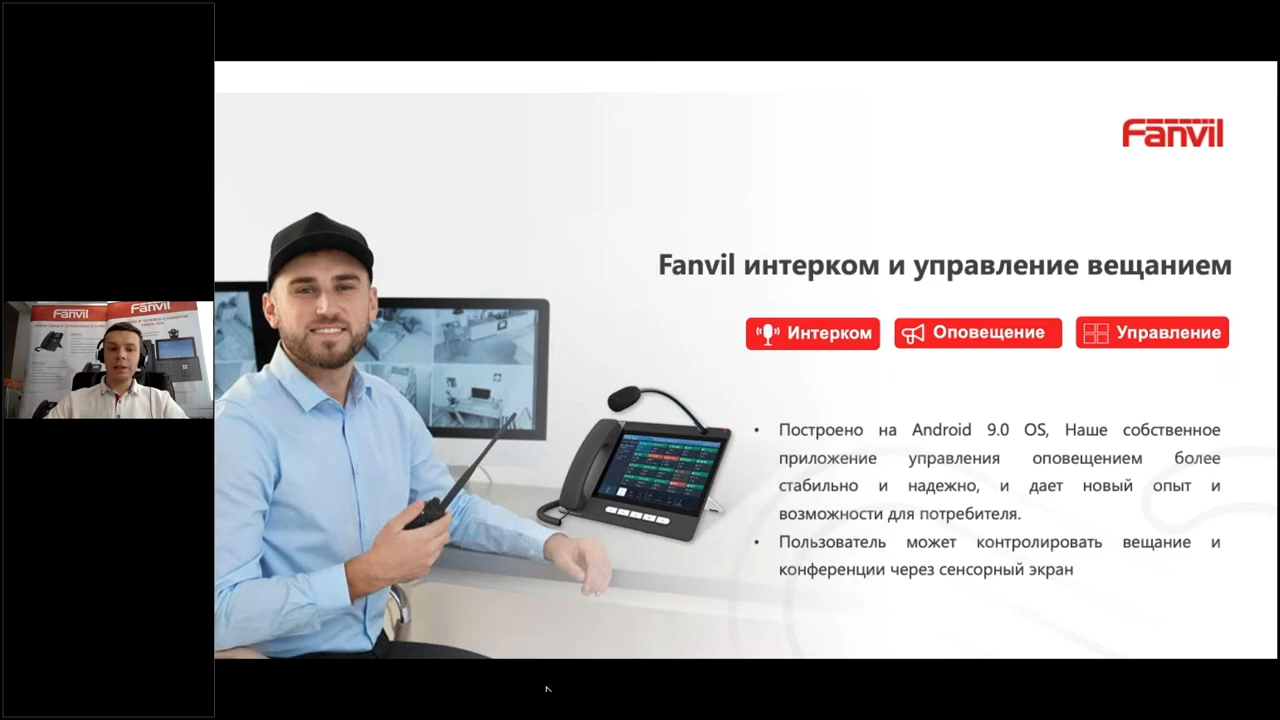 Fanvil
Fanvil интерком и управление вещанием
Интерком
Оповещение
Управление
• Построено на Android 9.0 OS, Наше собственное
приложение управления оповещением более
стабильно и надежно, и дает новый опыт и
возможности для потребителя.
• Пользователь может контролировать вещание и
конференции через сенсорный экран
Fanvil
Fanvil